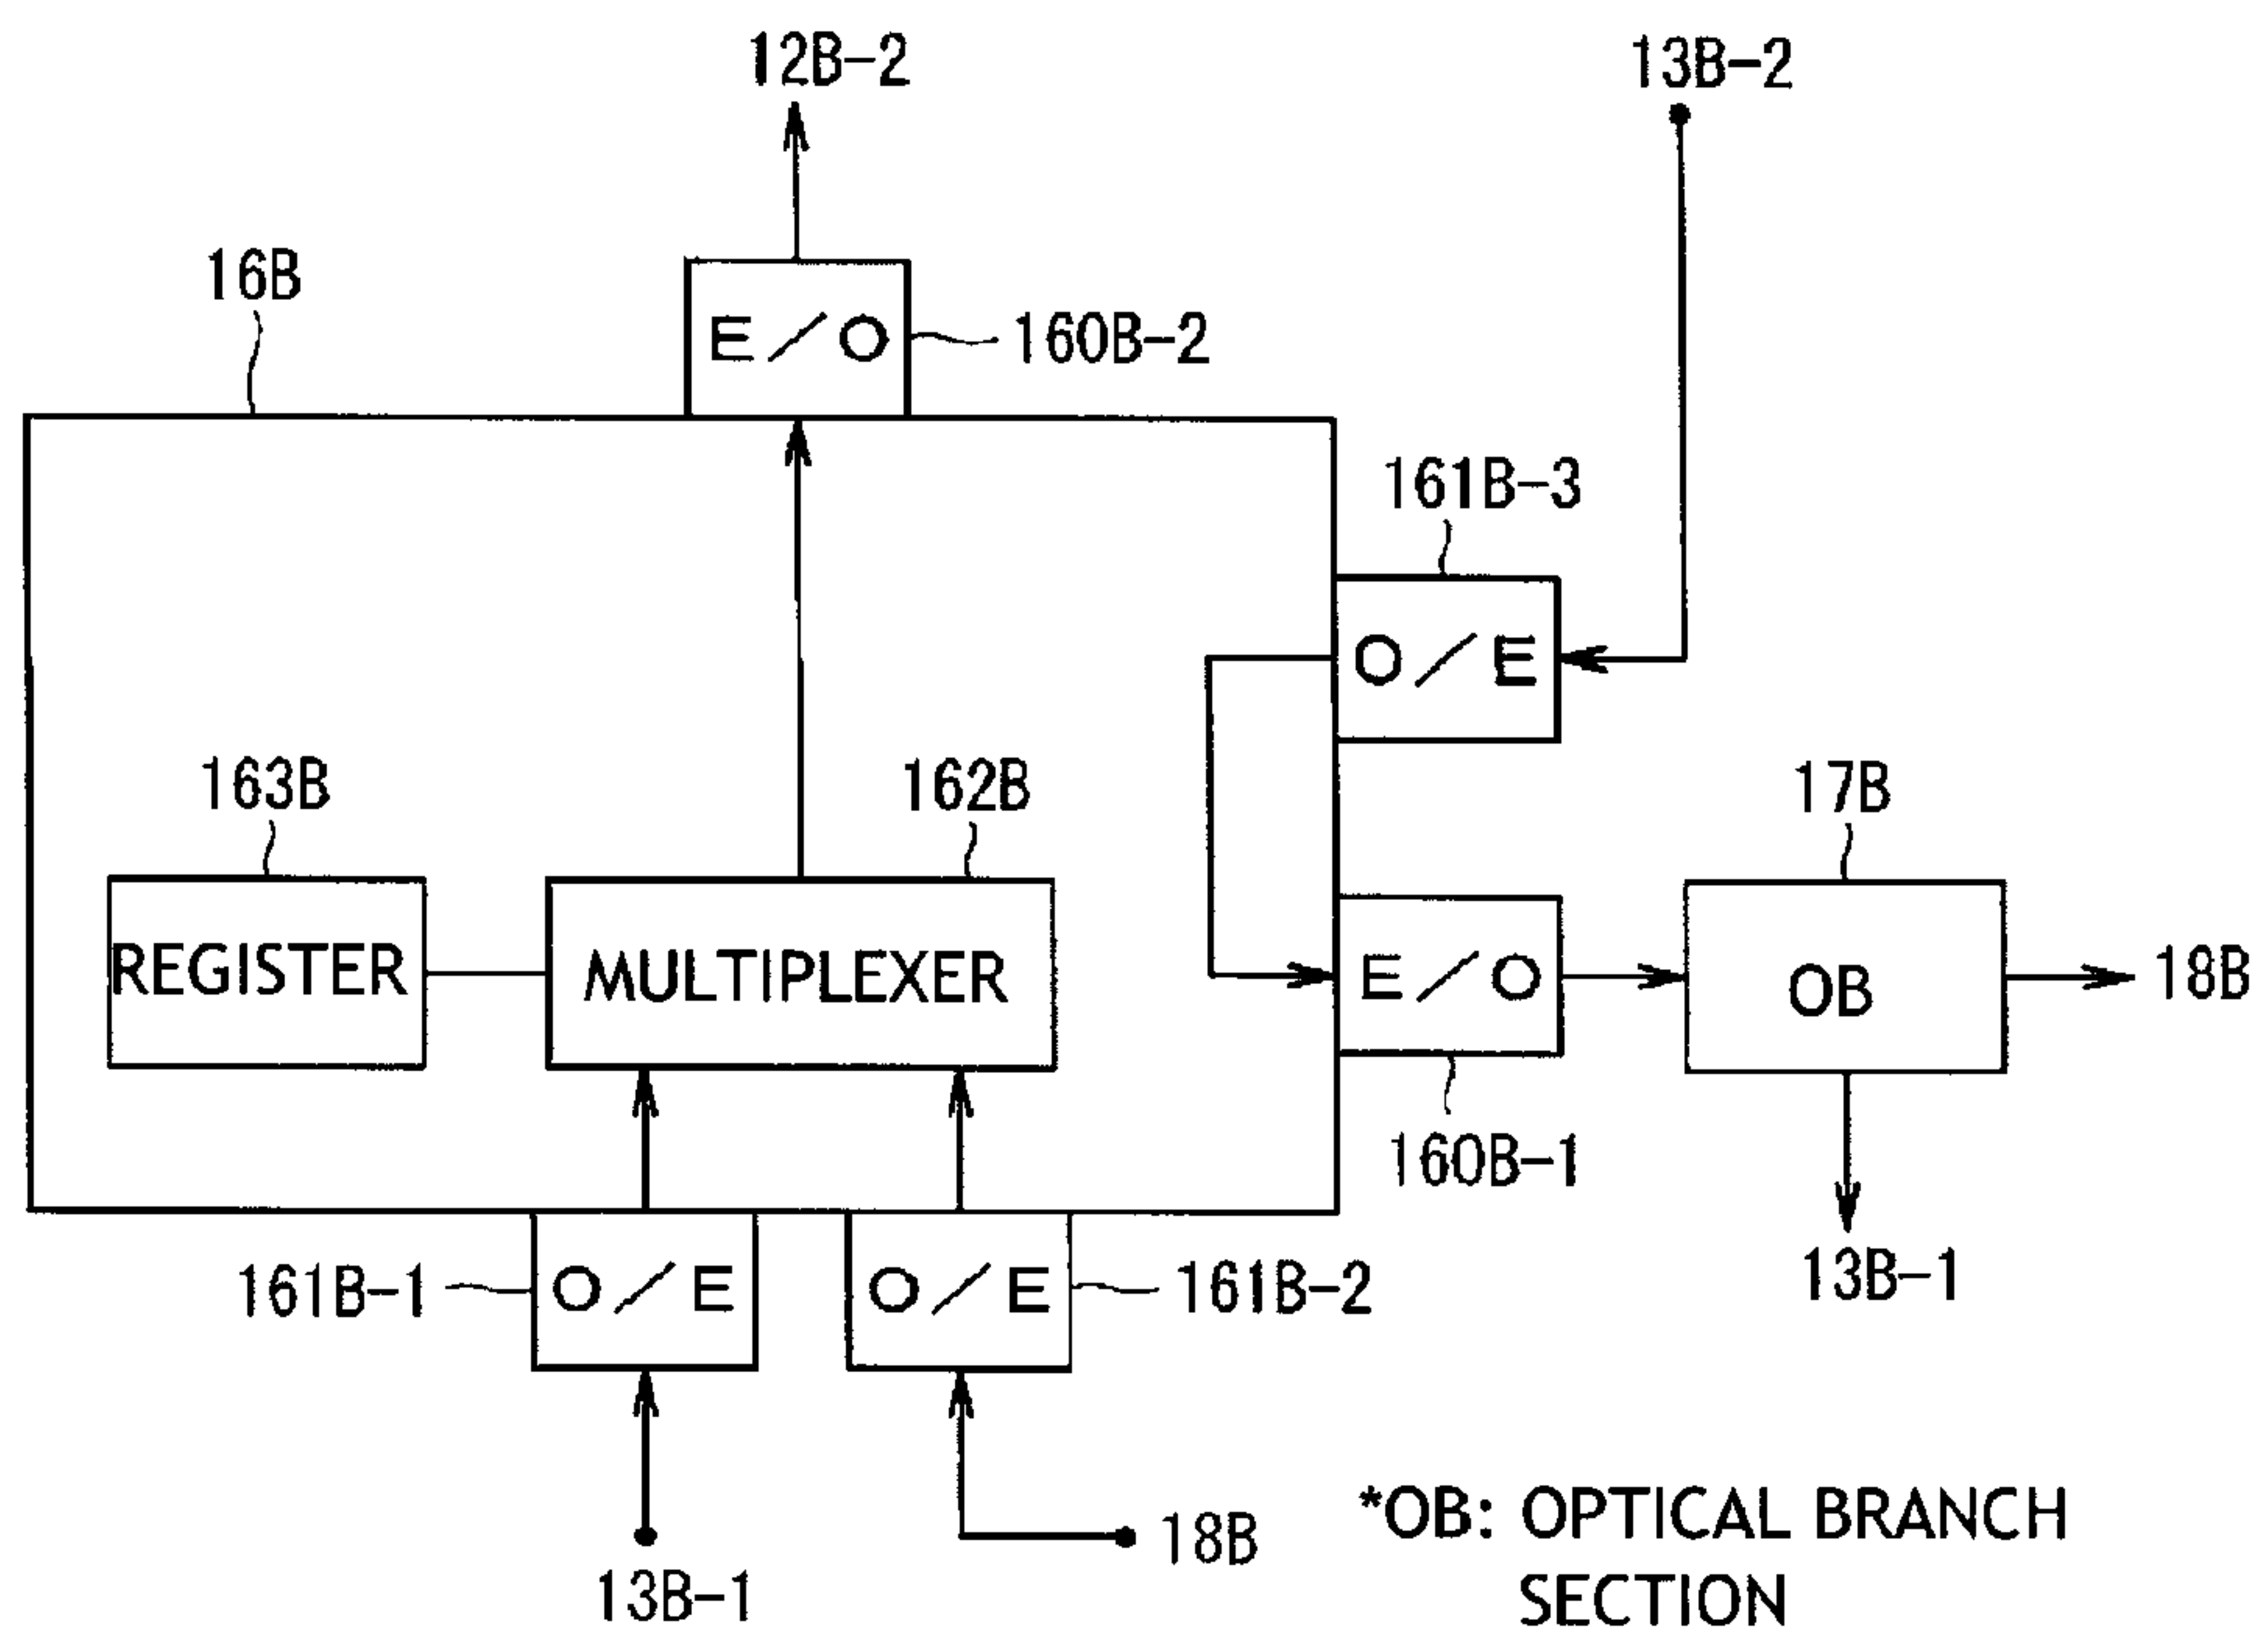 12B-2
13B-2
16B
E/O
160B-2
161B-3
O/E
163B
162B
17B
REGISTER
MULTIPLEXER
E/O
OB
18B
160B-1
161B-1
O/E
O/E
161B-2
13B-1
13B-1
18B
*OB: OPTICAL BRANCH
SECTION